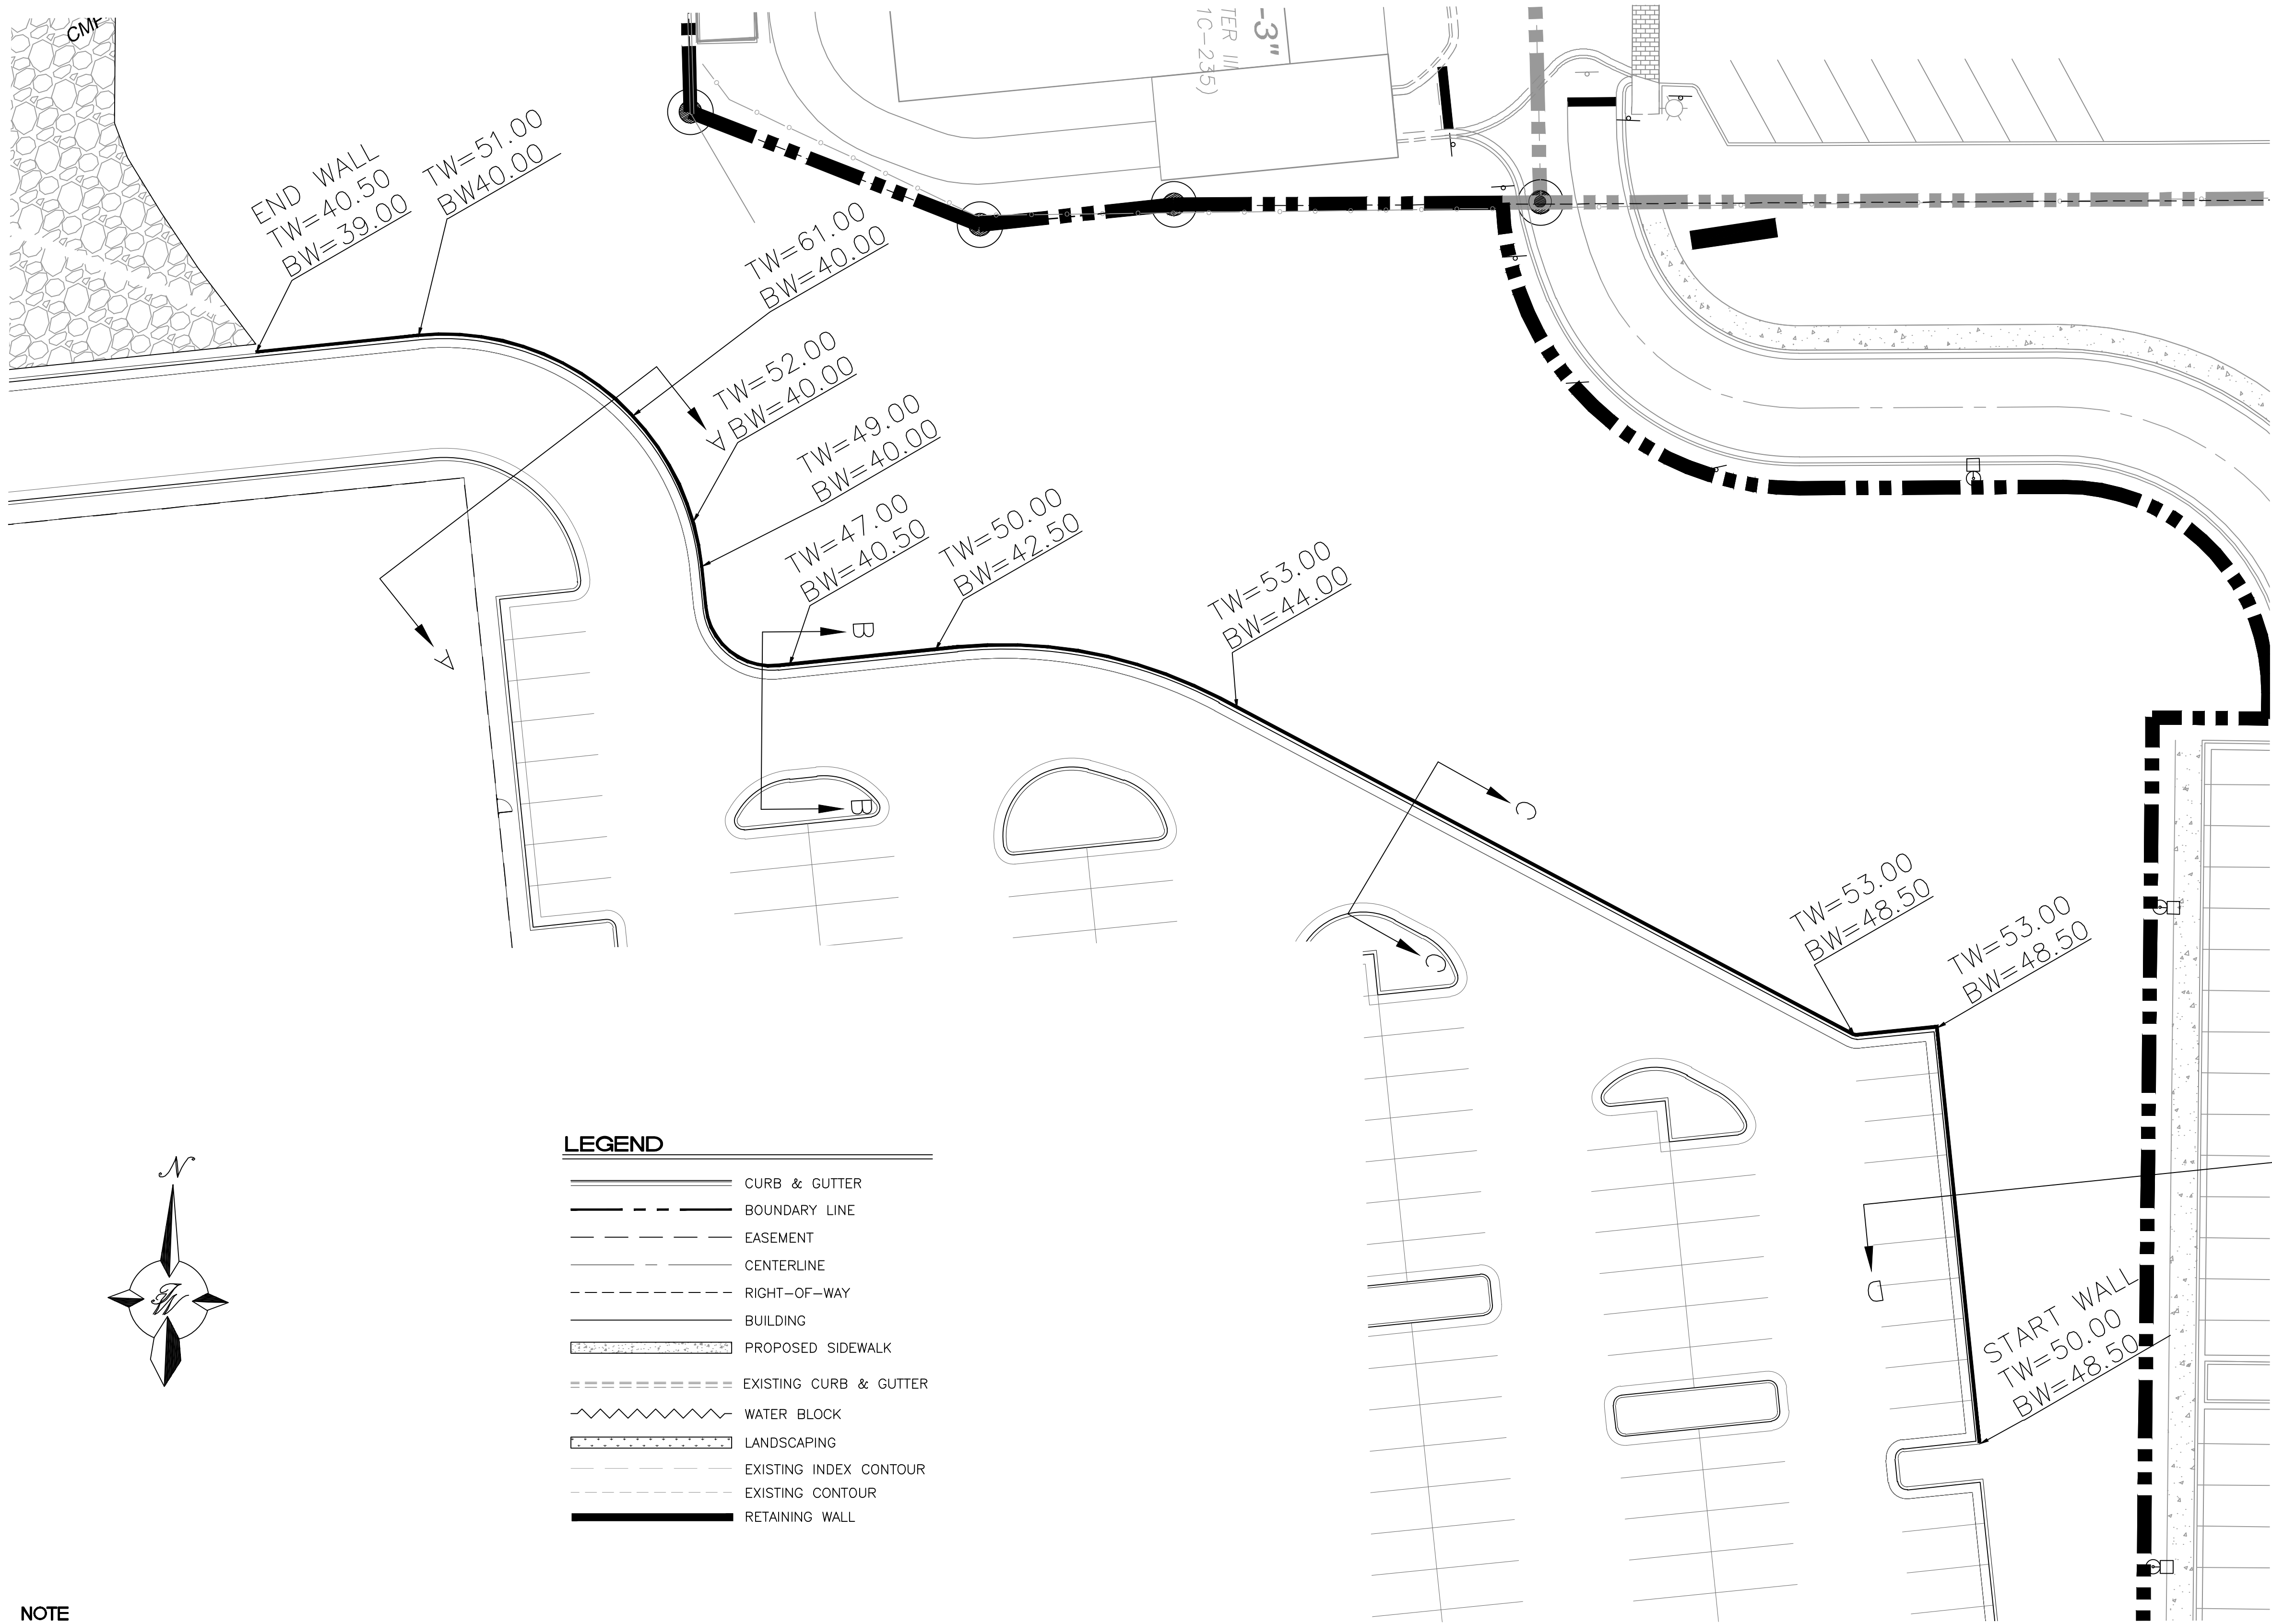 CMP
-3"
TER III
1C-235)
END WALL
TW=40.50
BW=39.00
TW=51.00
BW40.00
TW=61.00
BW=40.00
TW=52.00
BW=40.00
A
TW=49.00
BW=40.00
TW=47.00
BW=40.50
TW=50.00
BW=42.50
TW=53.00
BW=44.00
B
A
B
C
C
TW=53.00
BW=48.50
TW=53.00
BW=48.50
D
START WALL
TW=50.00
BW=48.50
N
LEGEND
CURB & GUTTER
BOUNDARY LINE
EASEMENT
CENTERLINE
RIGHT-OF-WAY
BUILDING
PROPOSED SIDEWALK
EXISTING CURB & GUTTER
WATER BLOCK
LANDSCAPING
EXISTING INDEX CONTOUR
EXISTING CONTOUR
RETAINING WALL
NOTE